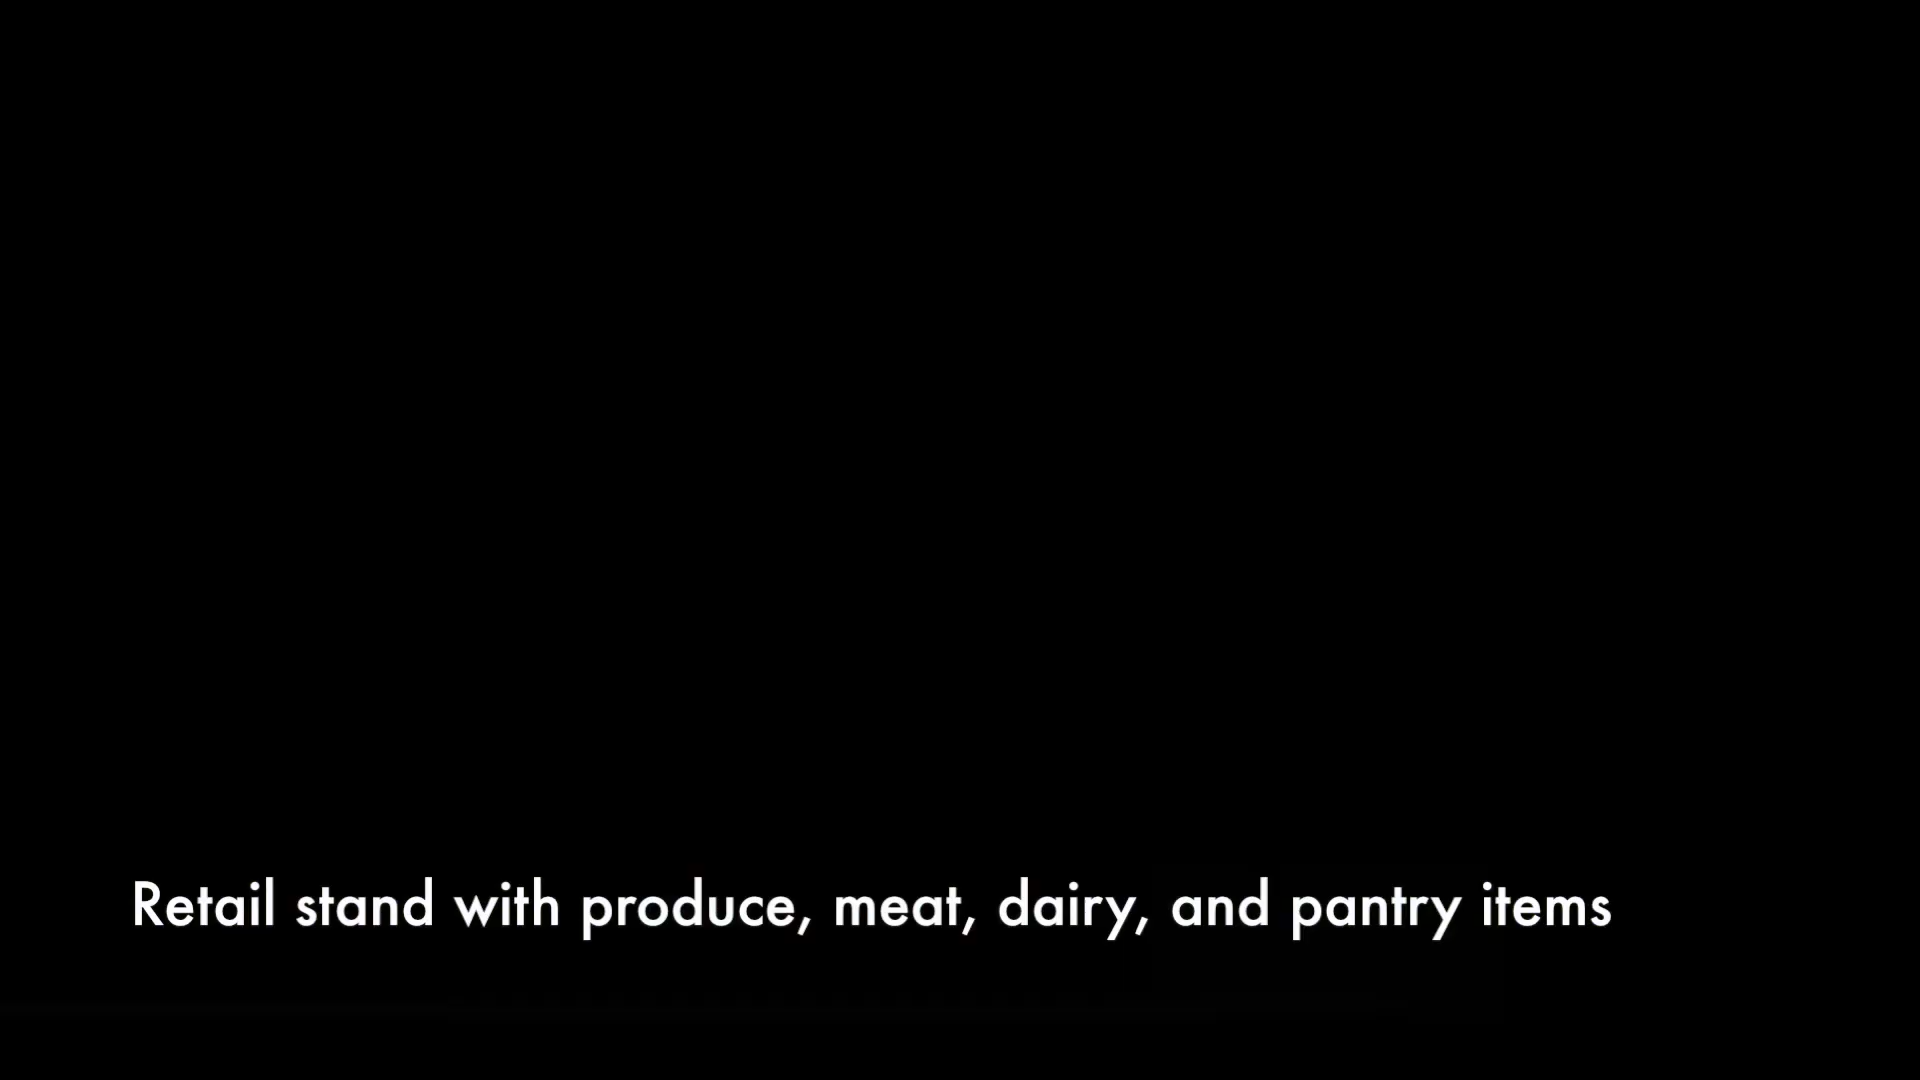 Retail stand with produce, meat, dairy, and pantry items